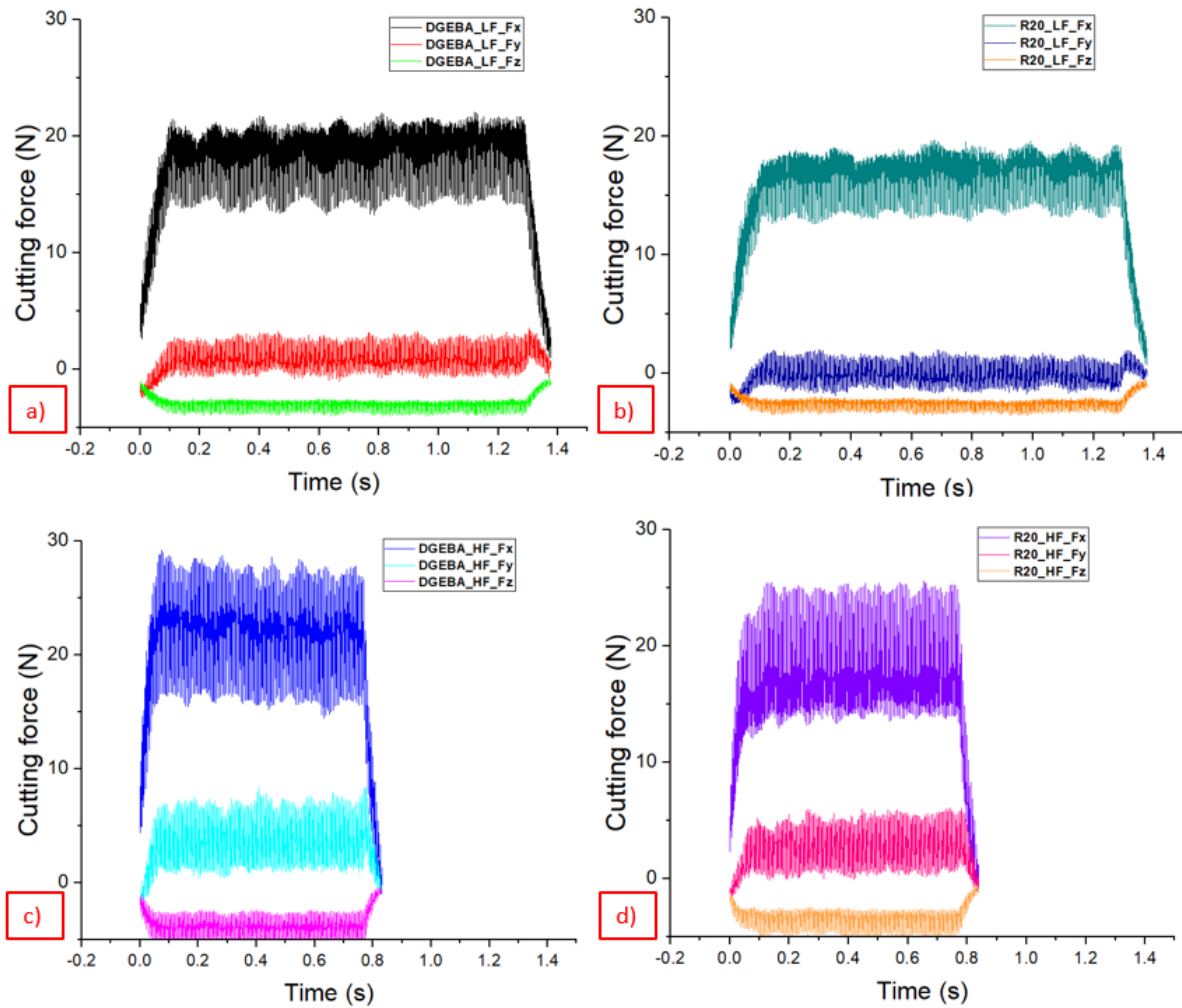 30
DGEBA_LF_Fx
DGEBA_LF_Fy
DGEBA_LF_Fz
20
10
0
Cutting force (N)
a)
-0.2 0.0 0.2 0.4 0.6 0.8 1.0 1.2 1.4
Time (s)
30
R20_LF_Fx
R20_LF_Fy
R20_LF_Fz
20
10
0
Cutting force (N)
b)
-0.2 0.0 0.2 0.4 0.6 0.8 1.0 1.2 1.4
Time (s)
30
DGEBA_HF_Fx
DGEBA_HF_Fy
DGEBA_HF_Fz
20
10
0
Cutting force (N)
c)
-0.2 0.0 0.2 0.4 0.6 0.8 1.0 1.2 1.4
Time (s)
30
R20_HF_Fx
R20_HF_Fy
R20_HF_Fz
20
10
0
Cutting force (N)
d)
-0.2 0.0 0.2 0.4 0.6 0.8 1.0 1.2 1.4
Time (s)